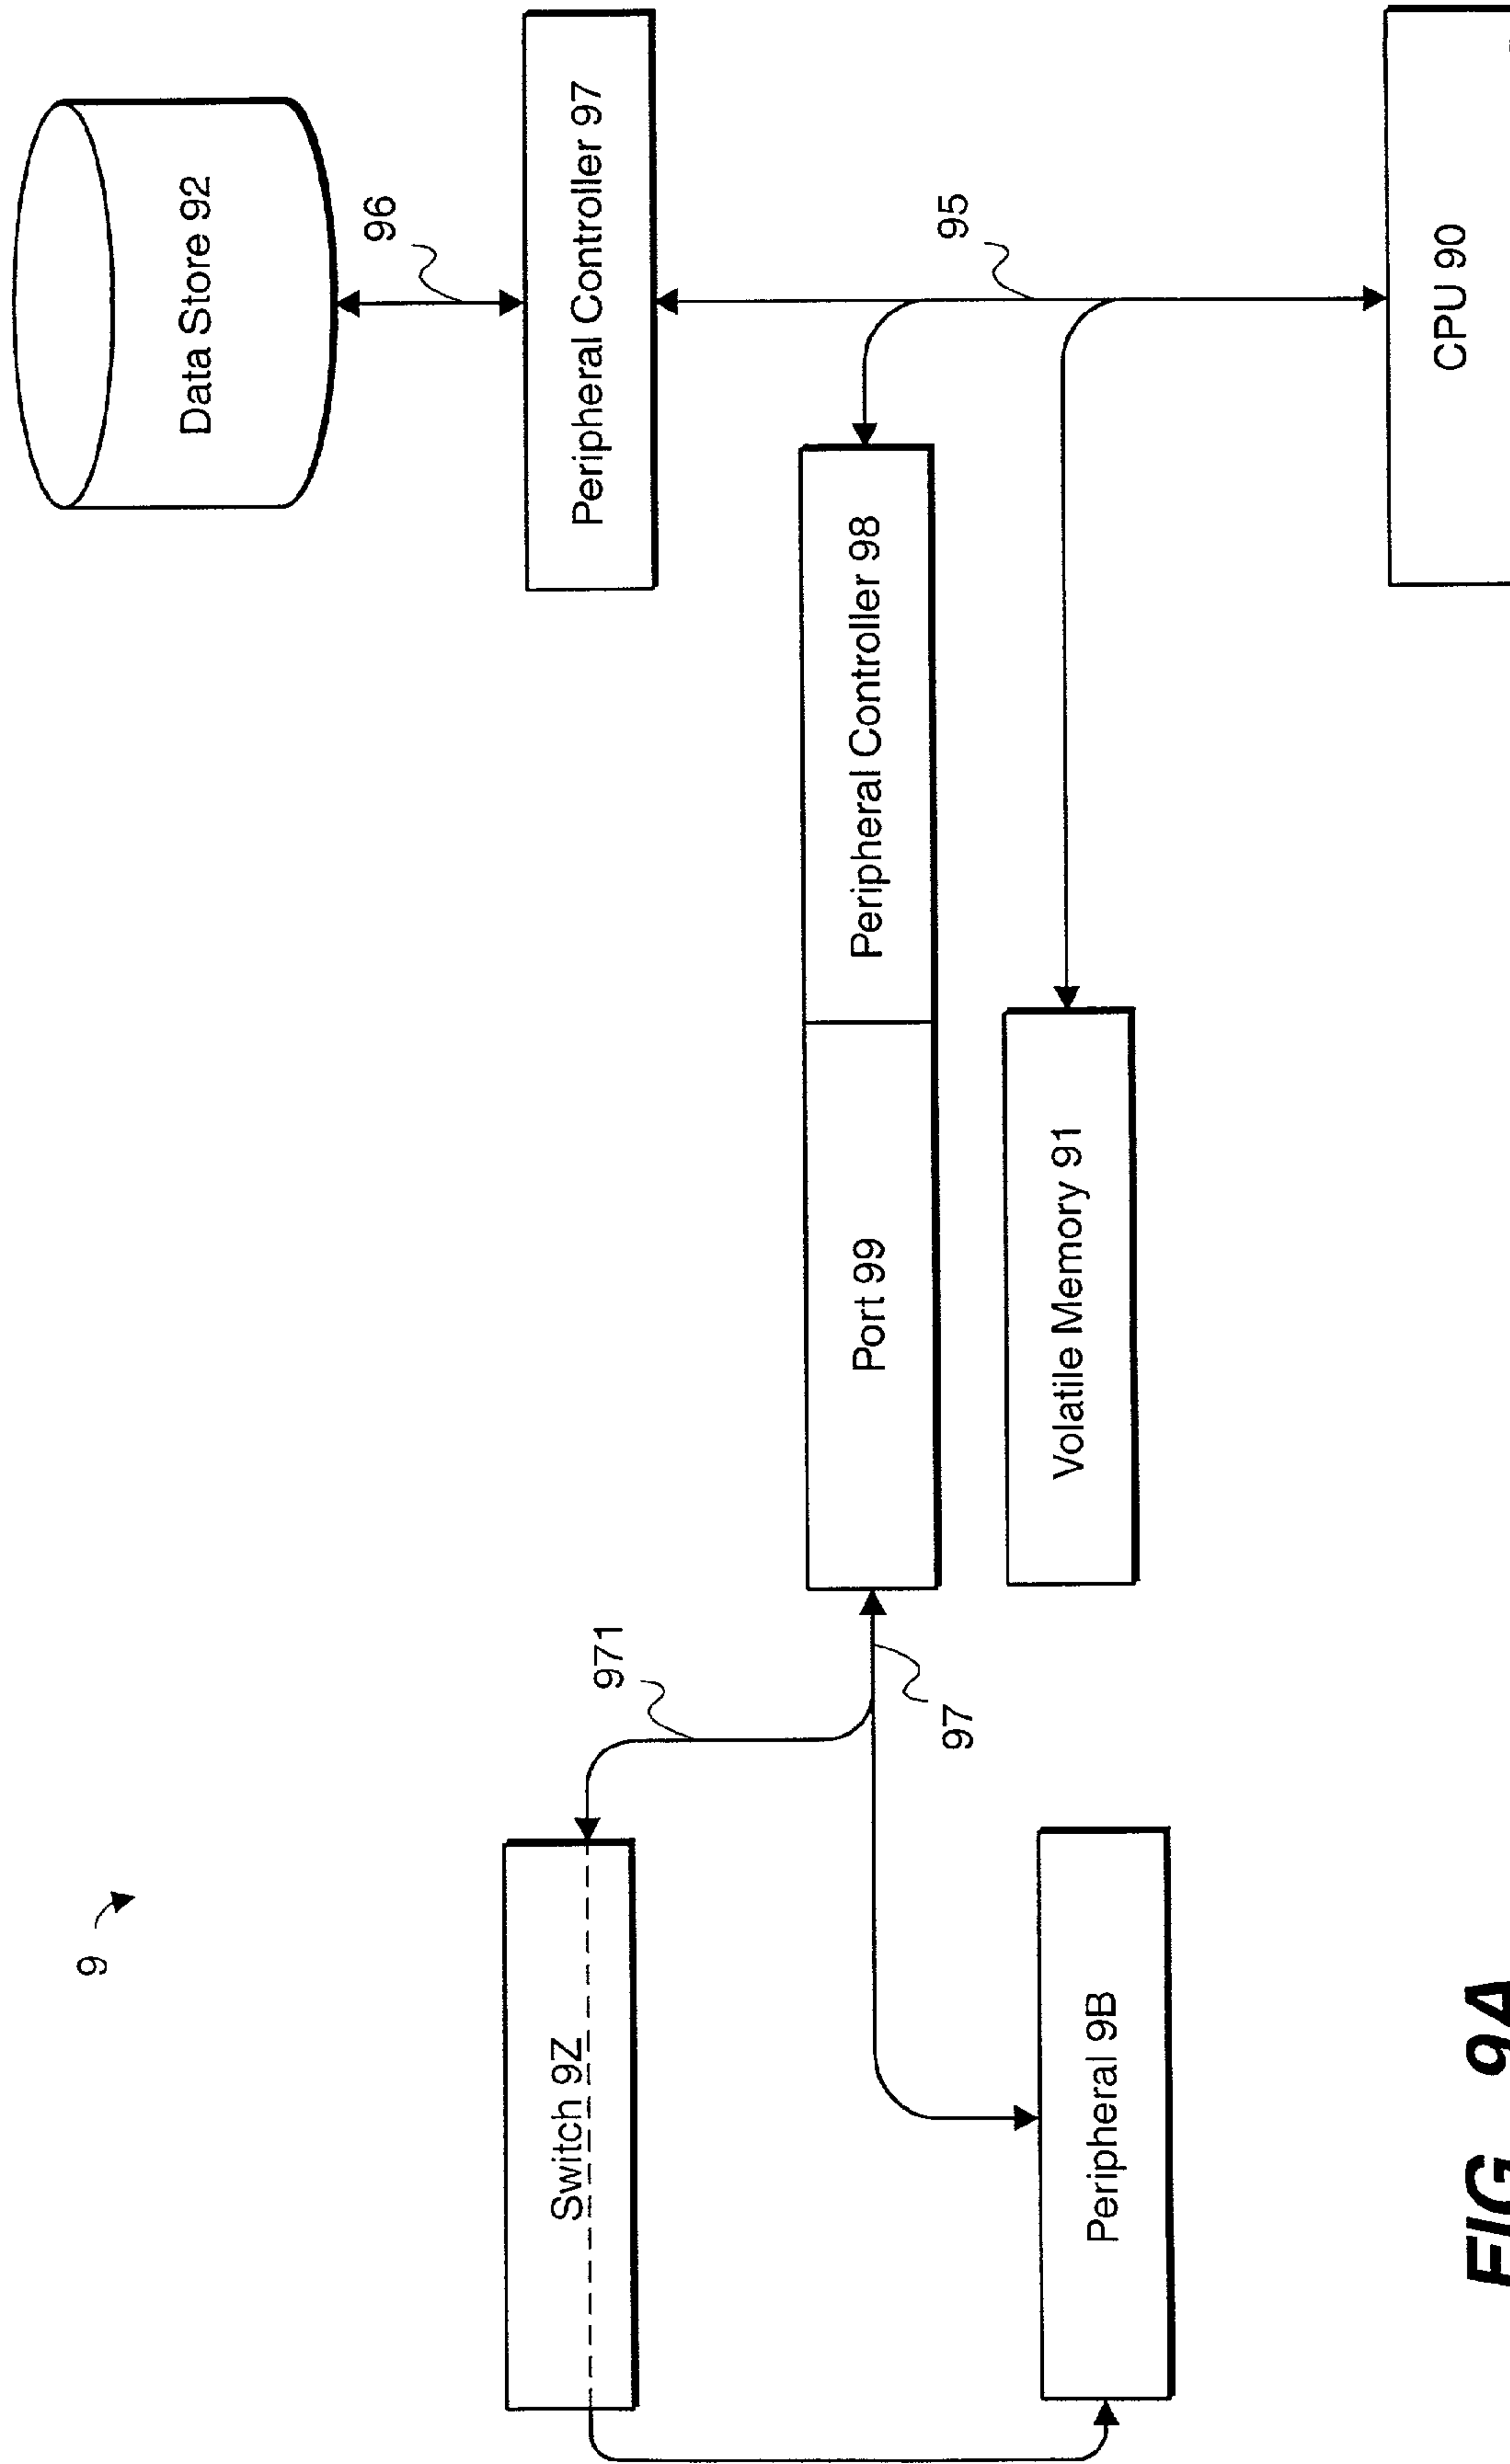 9
Switch 9Z
971
97
Peripheral 9B
Port 99
Peripheral Controller 98
Volatile Memory 91
Data Store 92
96
Peripheral Controller 97
95
CPU 90
FIG. 9A